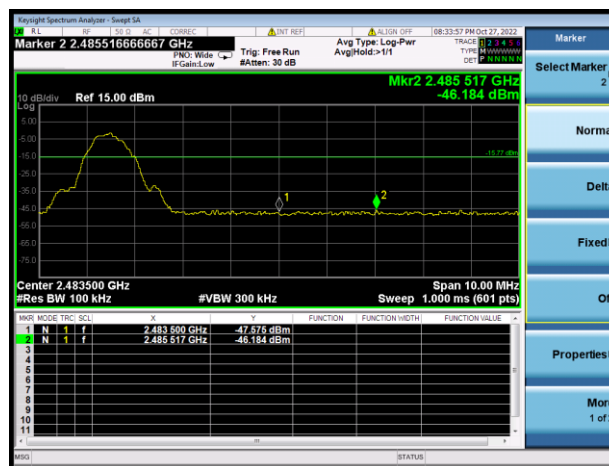 Keysight Spectrum Analyzer - Swept SA
RL RF 50 Ω AC CORREC INT REF ALIGN OFF 08:33:57 PM Oct 27, 2022
Marker 2 2.485516666667 GHz
PNO: Wide
IFGain:Low
Trig: Free Run
#Atten: 30 dB
Avg Type: Log-Pwr
Avg|Hold:>1/1
TRACE 1 2 3 4 5 6
TYPE M WWWWW
DET P N N N N N
Mkr2 2.485 517 GHz
-46.184 dBm
10 dB/div Ref 15.00 dBm
Log
5.00
-5.00
-15.0
-15.77 dBm
-25.0
-35.0
-45.0
-55.0
-65.0
-75.0
1
2
Center 2.483500 GHz Span 10.00 MHz
#Res BW 100 kHz #VBW 300 kHz Sweep 1.000 ms (601 pts)
MKR MODE TRC SCL X Y FUNCTION FUNCTION WIDTH FUNCTION VALUE
1 N 1 f 2.483 500 GHz -47.575 dBm
2 N 1 f 2.485 517 GHz -46.184 dBm
3
4
5
6
7
8
9
10
11
MSG STATUS
Marker
Select Marker
2
Norma
Delt
Fixed
Of
Properties
More
1 of